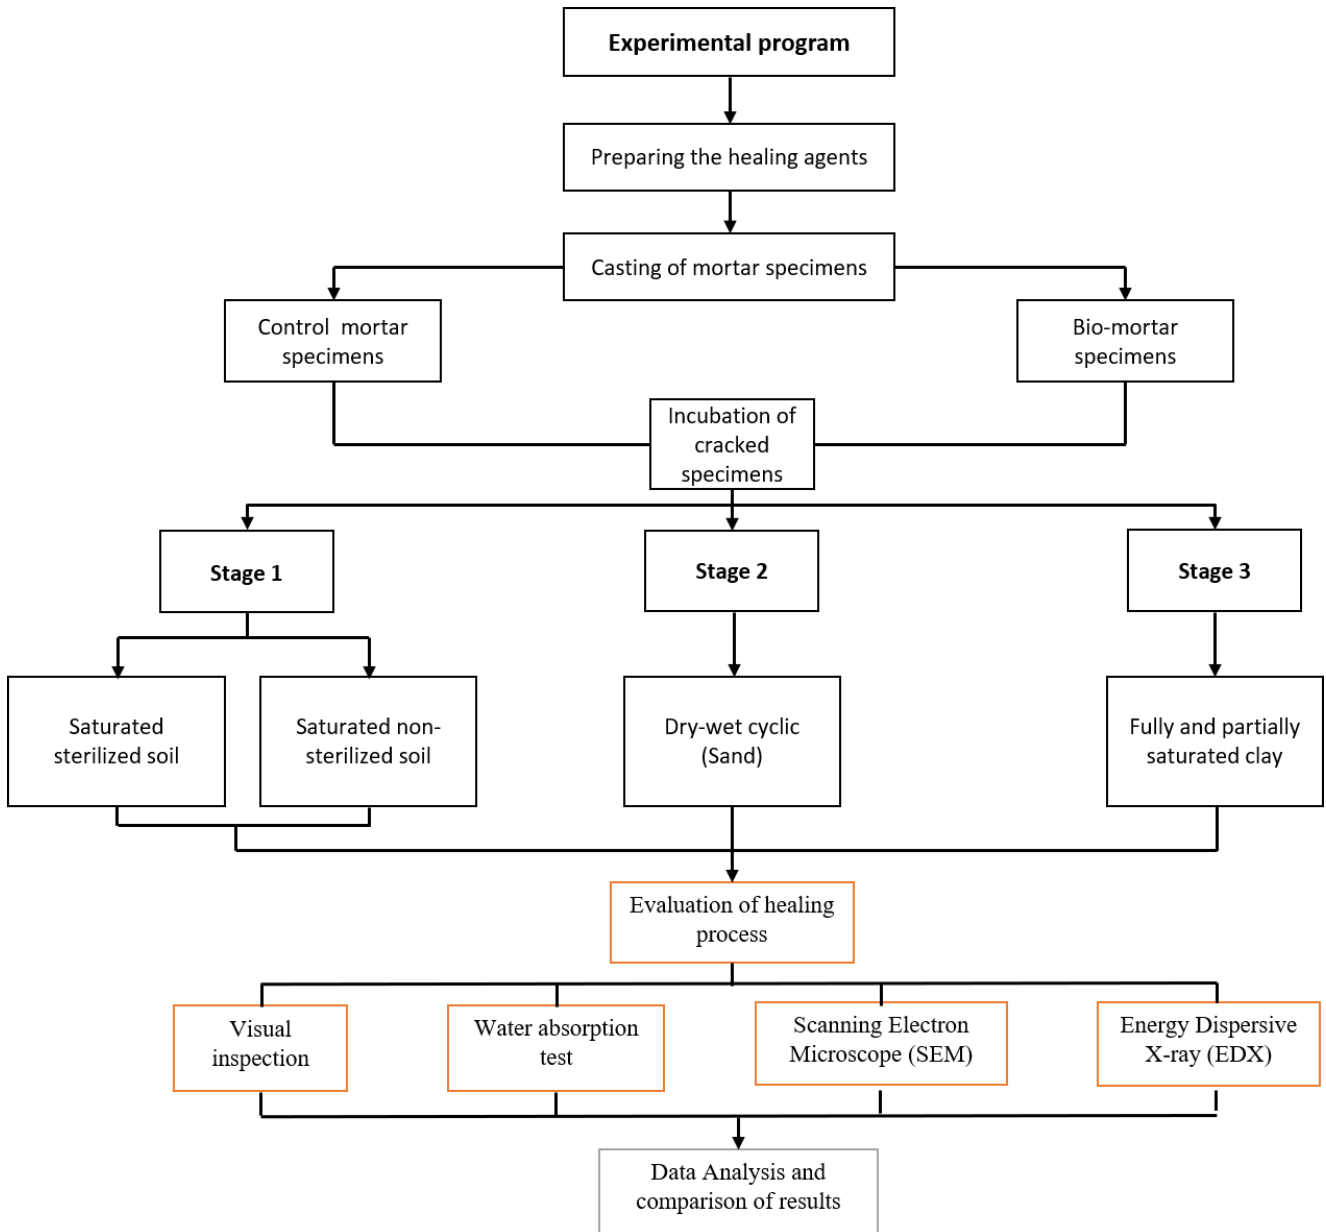 Experimental program
Preparing the healing agents
Casting of mortar specimens
Control mortar
specimens
Bio-mortar
specimens
Incubation of
cracked
specimens
Stage 1
Stage 2
Stage 3
Saturated
sterilized soil
Saturated non-
sterilized soil
Dry-wet cyclic
(Sand)
Fully and partially
saturated clay
Evaluation of healing
process
Visual
inspection
Water absorption
test
Scanning Electron
Microscope (SEM)
Energy Dispersive
X-ray (EDX)
Data Analysis and
comparison of results